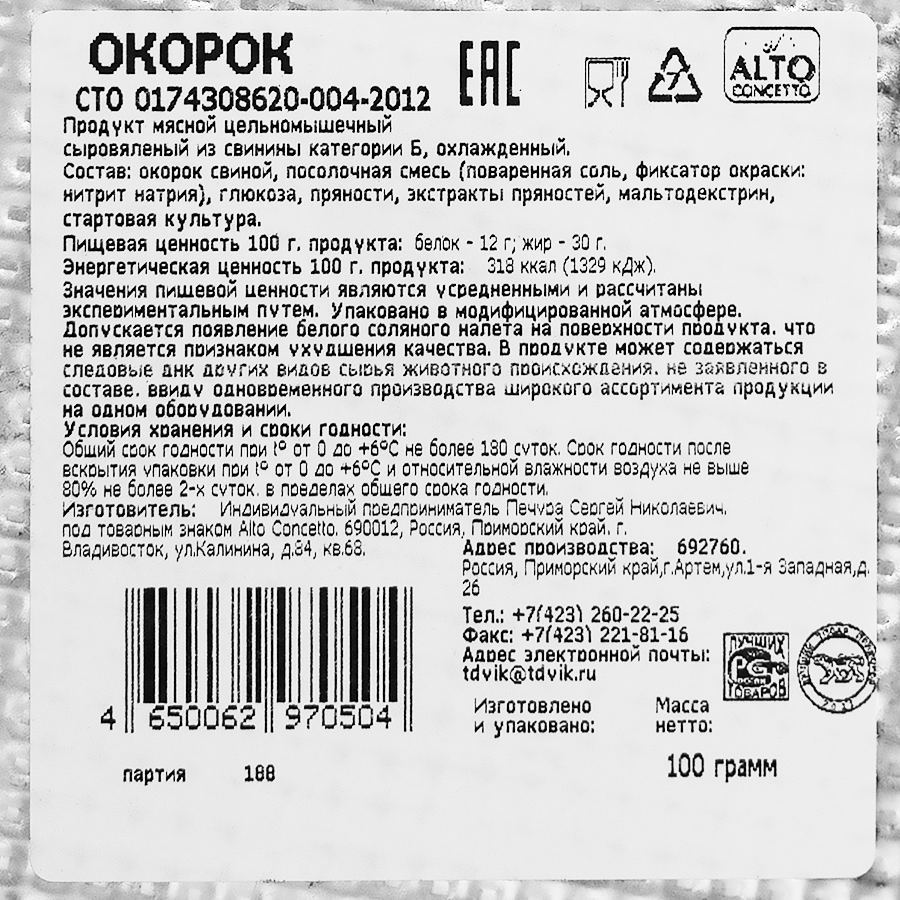 ОКОРОК
СТО 0174308620-004-2012
EAC
7
ALTO
CONCETTO
Продукт мясной цельномышечный
сыровяленый из свинины категории Б, охлажденный.
Состав: окорок свиной, посолочная смесь (поваренная соль, фиксатор окраски:
нитрит натрия), глюкоза, пряности, экстракты пряностей, мальтодекстрин,
стартовая культура.
Пищевая ценность 100 г. продукта: белок - 12 г; жир - 30 г.
Энергетическая ценность 100 г. продукта: 318 ккал (1329 кДж).
Значения пищевой ценности являются усредненными и рассчитаны
экспериментальным путем. Упаковано в модифицированной атмосфере.
Допускается появление белого соляного налета на поверхности продукта, что
не является признаком ухудшения качества. В продукте может содержаться
следовые днк других видов сырья животного происхождения, не заявленного в
составе, ввиду одновременного производства широкого ассортимента продукции
на одном оборудовании.
Условия хранения и сроки годности:
Общий срок годности при t° от 0 до +6°С не более 180 суток. Срок годности после
вскрытия упаковки при t° от 0 до +6°С и относительной влажности воздуха не выше
80% не более 2-х суток, в пределах общего срока годности.
Изготовитель: Индивидуальный предприниматель Печура Сергей Николаевич,
под товарным знаком Alto Concetto, 690012, Россия, Приморский край, г.
Владивосток, ул.Калинина, д.84, кв.68.
Адрес производства: 692760,
Россия, Приморский край,г.Артем,ул.1-я Западная,д.
26
Тел.: +7(423) 260-22-25
Факс: +7(423) 221-81-16
Адрес электронной почты:
tdvik@tdvik.ru
ЛУЧШИХ
ТОВАРОВ
4 650062 970504
Изготовлено
и упаковано:
Масса
нетто:
партия 188
100 грамм